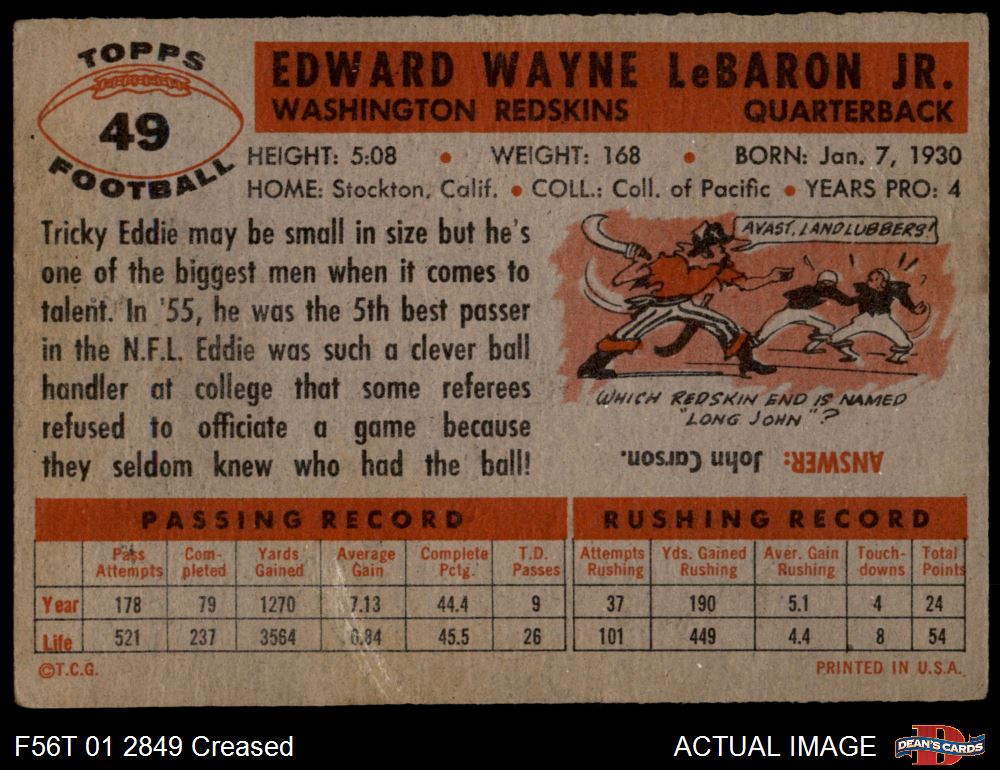 TOPPS
49
FOOTBALL
EDWARD WAYNE LeBARON JR.
WASHINGTON REDSKINS QUARTERBACK
HEIGHT: 5:08 • WEIGHT: 168 • BORN: Jan. 7, 1930
HOME: Stockton, Calif. • COLL.: Coll. of Pacific • YEARS PRO: 4
Tricky Eddie may be small in size but he's
one of the biggest men when it comes to
talent. In '55, he was the 5th best passer
in the N.F.L. Eddie was such a clever ball
handler at college that some referees
refused to officiate a game because
they seldom knew who had the ball!
AVAST, LANDLUBBERS!
WHICH REDSKIN END IS NAMED
"LONG JOHN"?
ANSWER: John Carson.
PASSING RECORD
Pass Attempts Com-pleted Yards Gained Average Gain Complete Pctg. T.D. Passes
Year 178 79 1270 7.13 44.4 9
Life 521 237 3564 6.84 45.5 26
RUSHING RECORD
Attempts Rushing Yds. Gained Rushing Aver. Gain Rushing Touch-downs Total Points
37 190 5.1 4 24
101 449 4.4 8 54
©T.C.G. PRINTED IN U.S.A.
F56T 01 2849 Creased ACTUAL IMAGE
D
DEAN'S CARDS